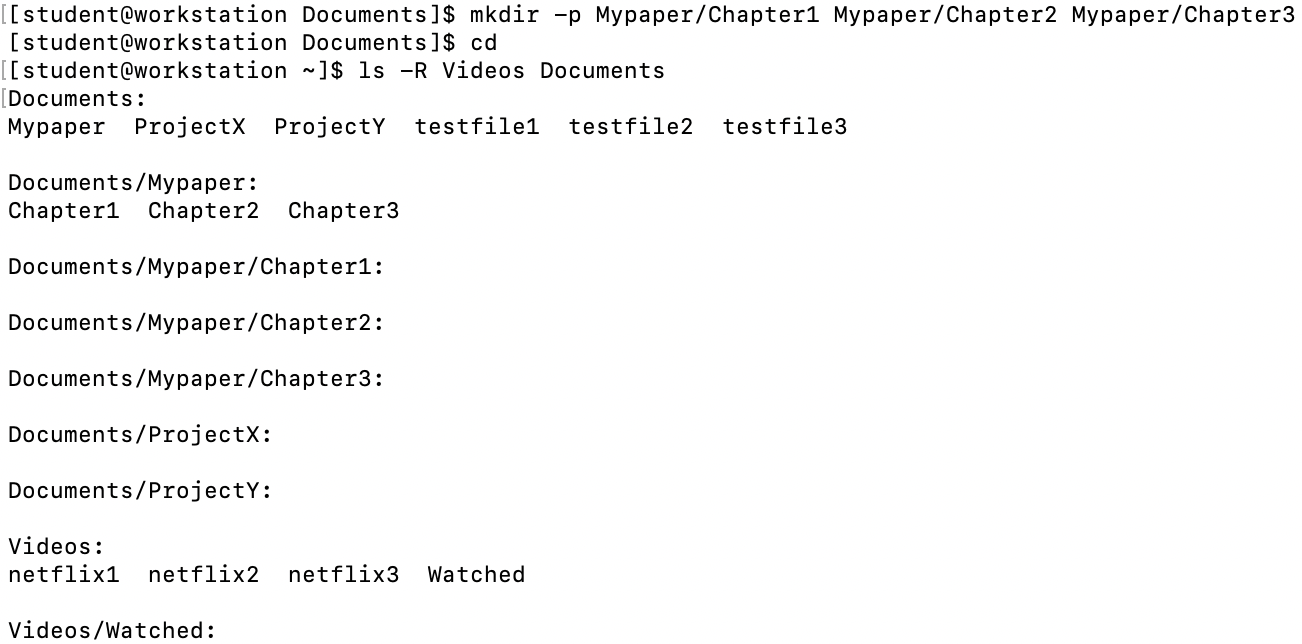 [[student@workstation Documents]$ mkdir -p Mypaper/Chapter1 Mypaper/Chapter2 Mypaper/Chapter3
[student@workstation Documents]$ cd
[[student@workstation ~]$ ls -R Videos Documents
[Documents:
Mypaper  ProjectX  ProjectY  testfile1  testfile2  testfile3

Documents/Mypaper:
Chapter1  Chapter2  Chapter3

Documents/Mypaper/Chapter1:

Documents/Mypaper/Chapter2:

Documents/Mypaper/Chapter3:

Documents/ProjectX:

Documents/ProjectY:

Videos:
netflix1  netflix2  netflix3  Watched

Videos/Watched: